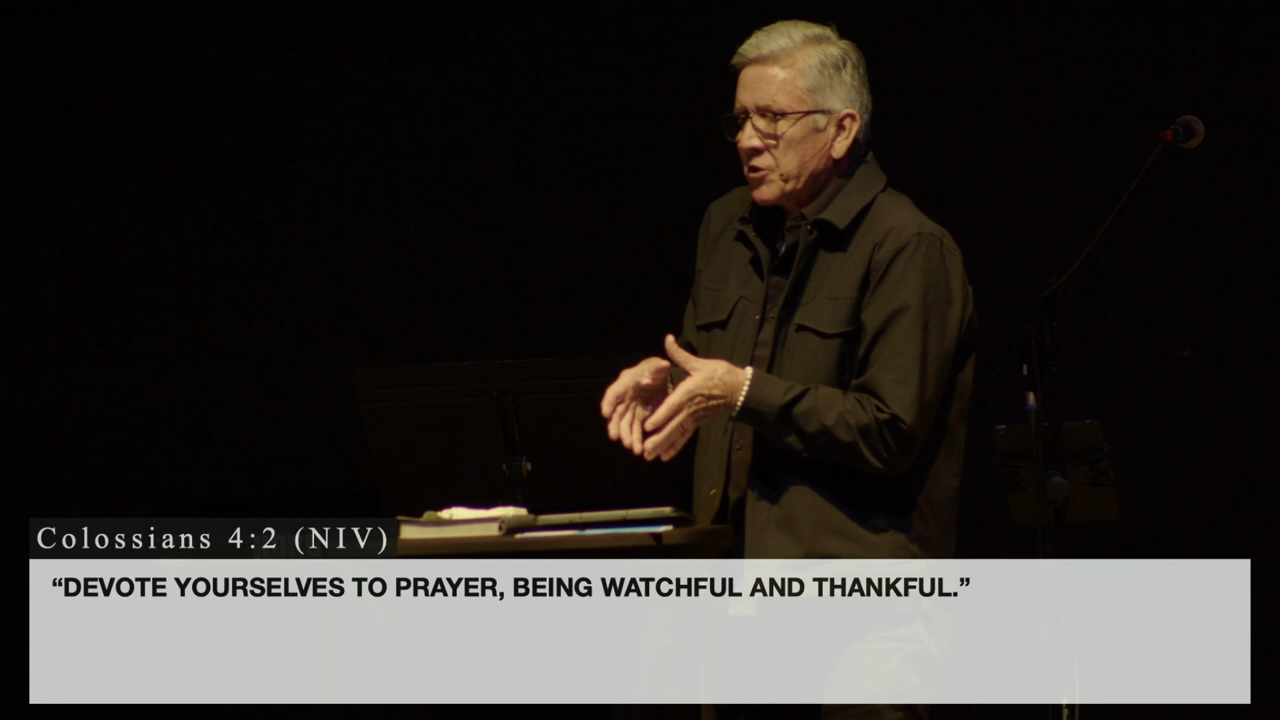 Colossians 4:2 (NIV)
“DEVOTE YOURSELVES TO PRAYER, BEING WATCHFUL AND THANKFUL.”